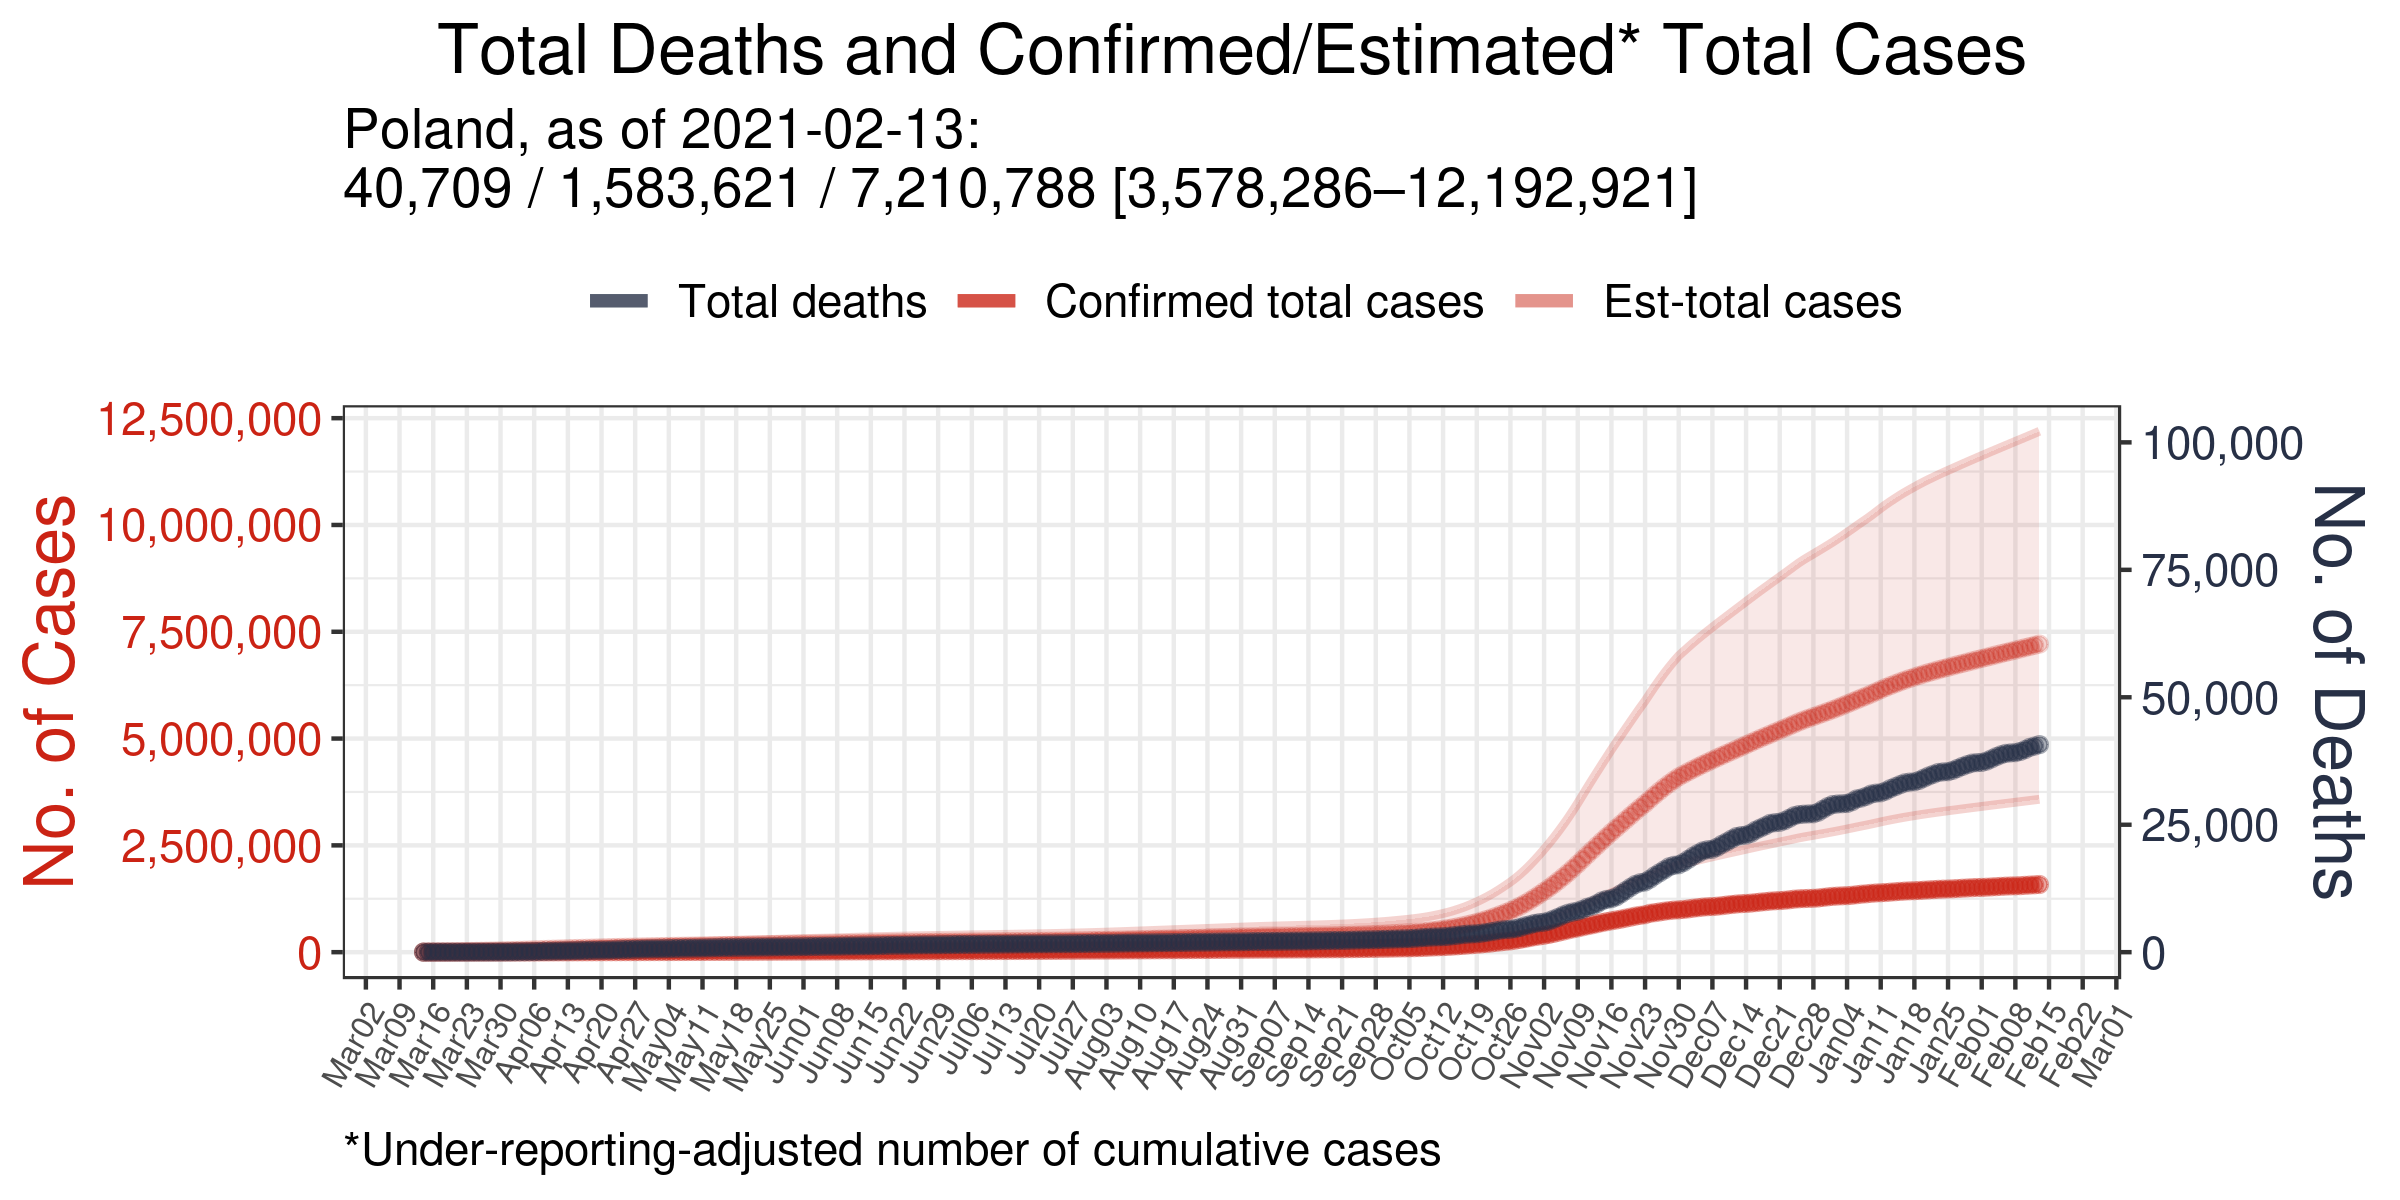 Total Deaths and Confirmed/Estimated* Total Cases
Poland, as of 2021-02-13:
40,709 / 1,583,621 / 7,210,788 [3,578,286–12,192,921]
Total deaths
Confirmed total cases
Est-total cases
No. of Cases
12,500,000
10,000,000
7,500,000
5,000,000
2,500,000
0
100,000
75,000
50,000
25,000
0
No. of Deaths
Mar02
Mar09
Mar16
Mar23
Mar30
Apr06
Apr13
Apr20
Apr27
May04
May11
May18
May25
Jun01
Jun08
Jun15
Jun22
Jun29
Jul06
Jul13
Jul20
Jul27
Aug03
Aug10
Aug17
Aug24
Aug31
Sep07
Sep14
Sep21
Sep28
Oct05
Oct12
Oct19
Oct26
Nov02
Nov09
Nov16
Nov23
Nov30
Dec07
Dec14
Dec21
Dec28
Jan04
Jan11
Jan18
Jan25
Feb01
Feb08
Feb15
Feb22
Mar01
*Under-reporting-adjusted number of cumulative cases